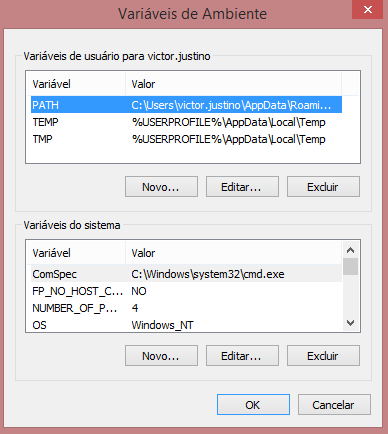 Variáveis de Ambiente
Variáveis de usuário para victor.justino
Variável Valor
PATH C:\Users\victor.justino\AppData\Roami...
TEMP %USERPROFILE%\AppData\Local\Temp
TMP %USERPROFILE%\AppData\Local\Temp
Novo... Editar... Excluir
Variáveis do sistema
Variável Valor
ComSpec C:\Windows\system32\cmd.exe
FP_NO_HOST_C... NO
NUMBER_OF_P... 4
OS Windows_NT
Novo... Editar... Excluir
OK Cancelar